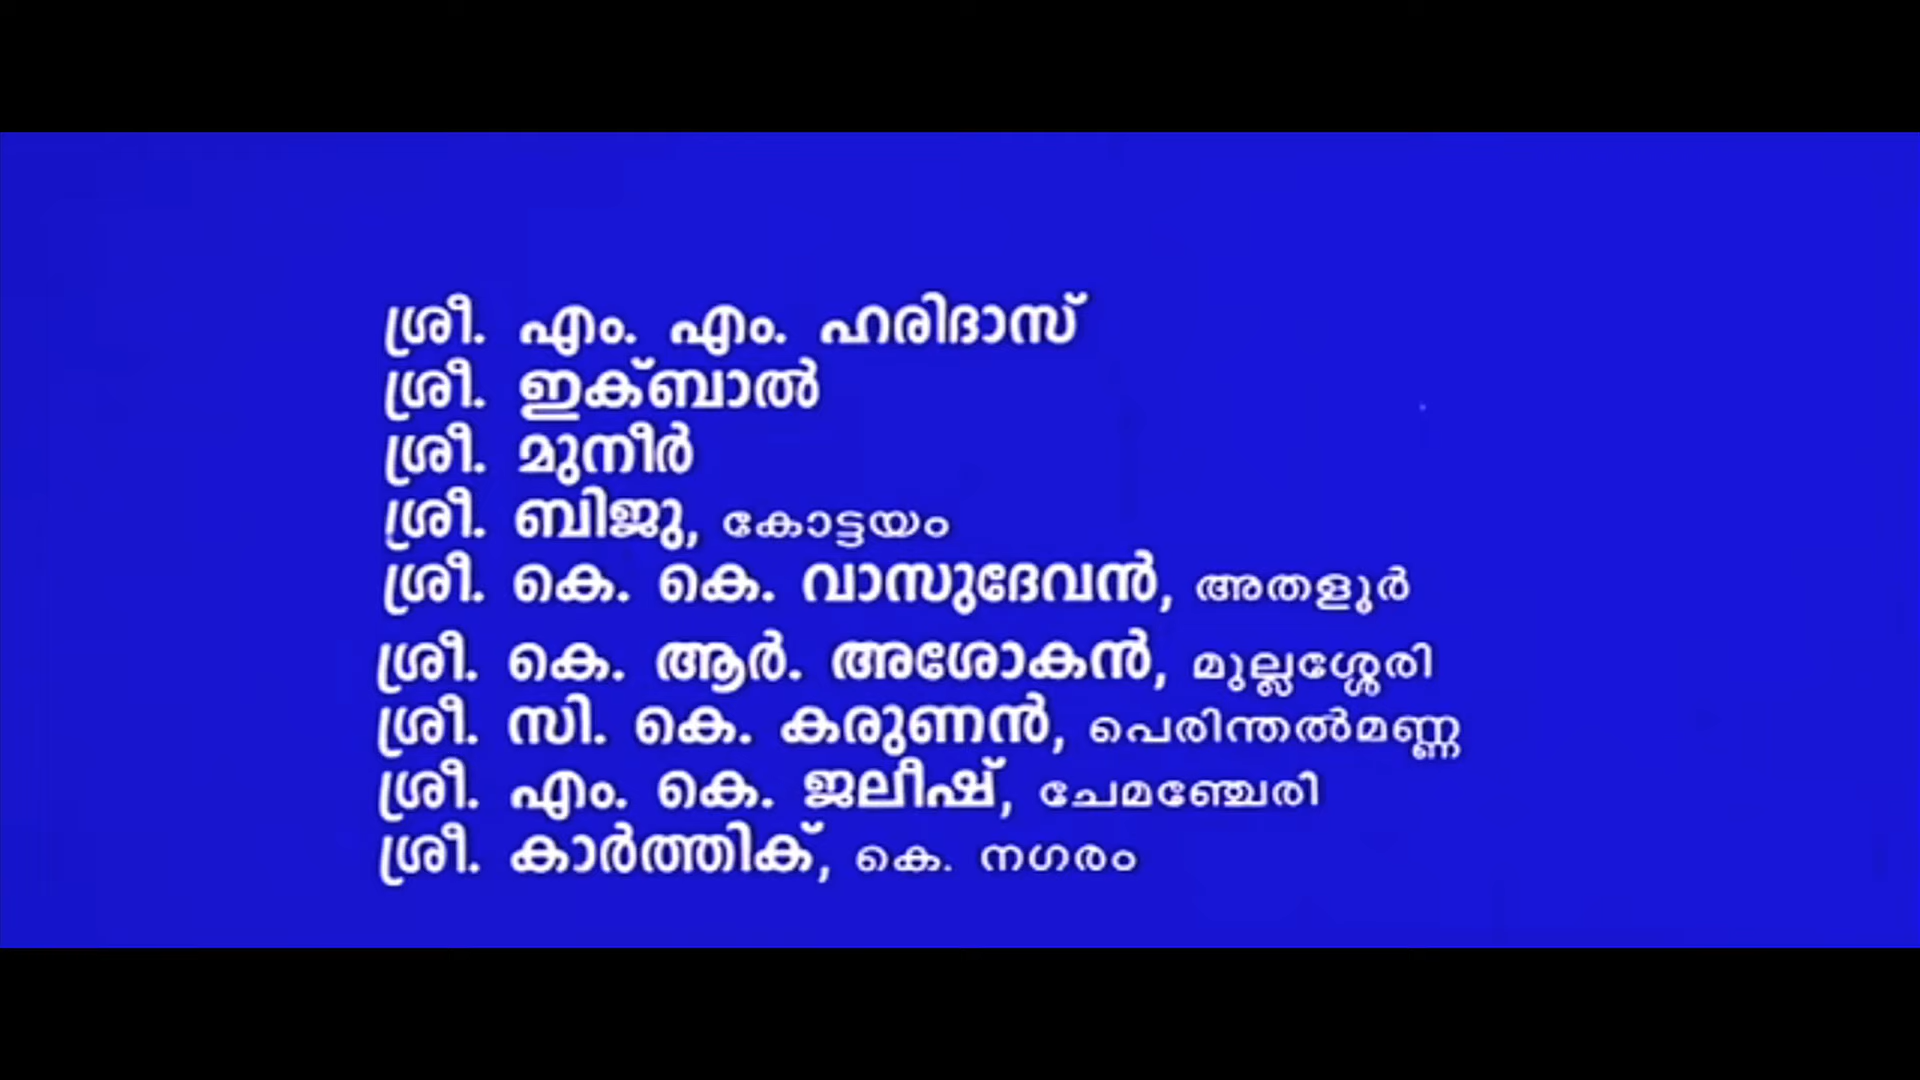 ശ്രീ. എം. എം. ഹരിദാസ്
ശ്രീ. ഇക്ബാൽ
ശ്രീ. മുനീർ
ശ്രീ. ബിജു, കോട്ടയം
ശ്രീ. കെ. കെ. വാസുദേവൻ, അതളൂർ
ശ്രീ. കെ. ആർ. അശോകൻ, മുല്ലശ്ശേരി
ശ്രീ. സി. കെ. കരുണൻ, പെരിന്തൽമണ്ണ
ശ്രീ. എം. കെ. ജലീഷ്, ചേമഞ്ചേരി
ശ്രീ. കാർത്തിക്, കെ. നഗരം